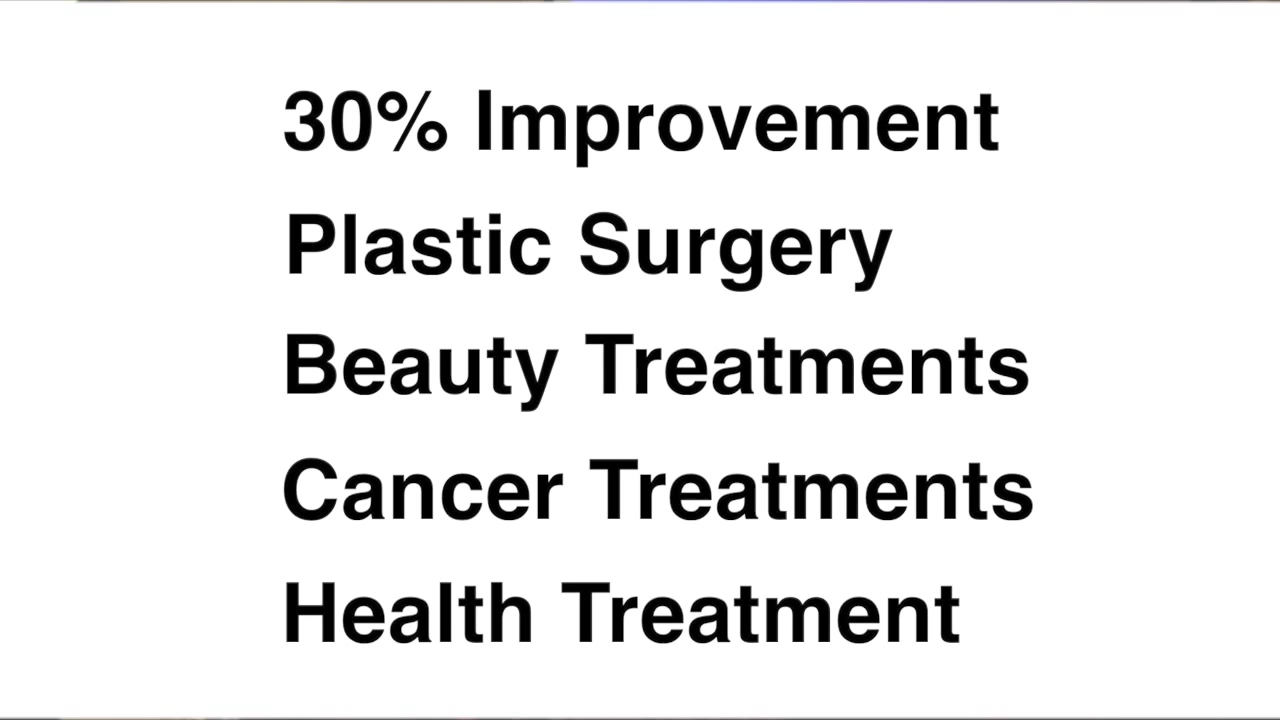 30% Improvement
Plastic Surgery
Beauty Treatments
Cancer Treatments
Health Treatment